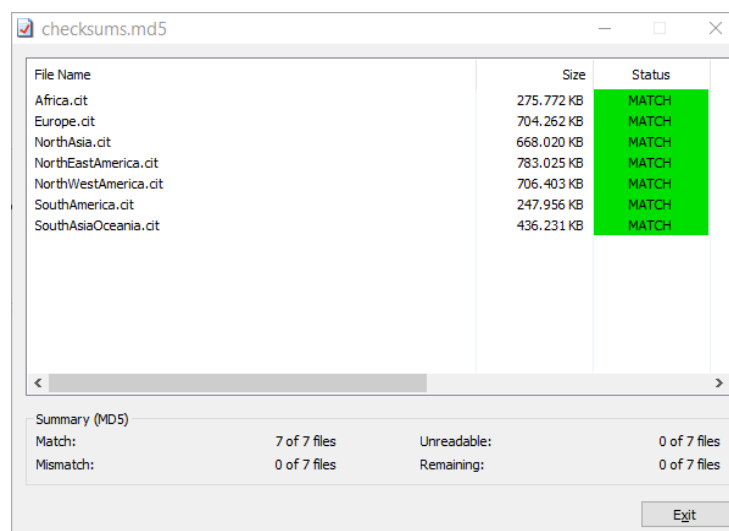 checksums.md5
File Name Size Status
Africa.cit 275.772 KB MATCH
Europe.cit 704.262 KB MATCH
NorthAsia.cit 668.020 KB MATCH
NorthEastAmerica.cit 783.025 KB MATCH
NorthWestAmerica.cit 706.403 KB MATCH
SouthAmerica.cit 247.956 KB MATCH
SouthAsiaOceania.cit 436.231 KB MATCH
Summary (MD5)
Match: 7 of 7 files Unreadable: 0 of 7 files
Mismatch: 0 of 7 files Remaining: 0 of 7 files
Exit